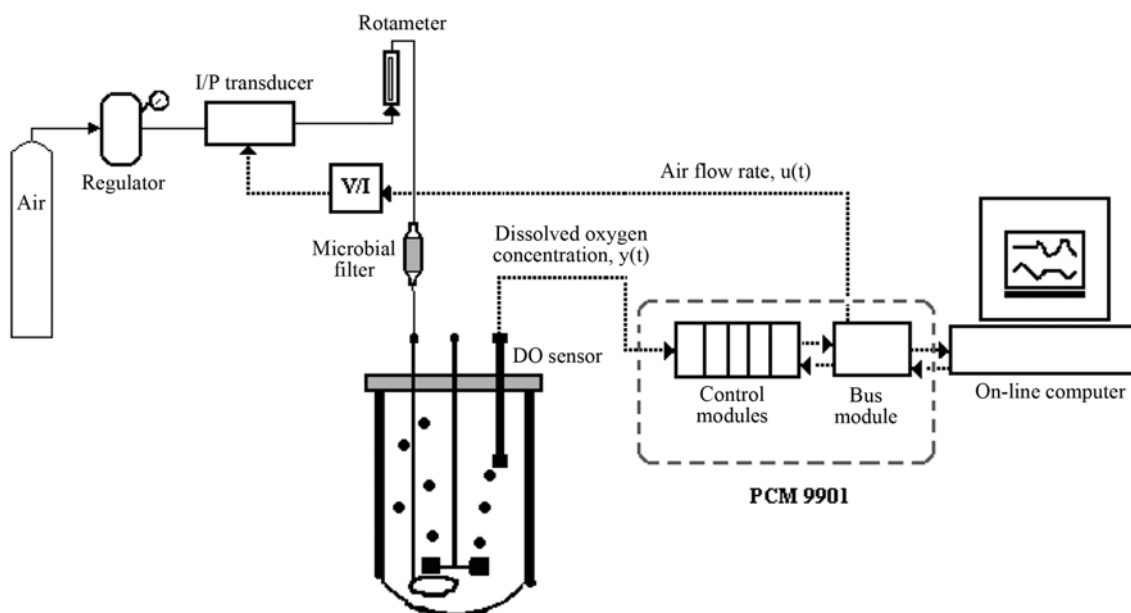 Rotameter
I/P transducer
Regulator
Air
V/I
Air flow rate, u(t)
Microbial
filter
Dissolved oxygen
concentration, y(t)
DO sensor
Control
modules
Bus
module
On-line computer
PCM 9901